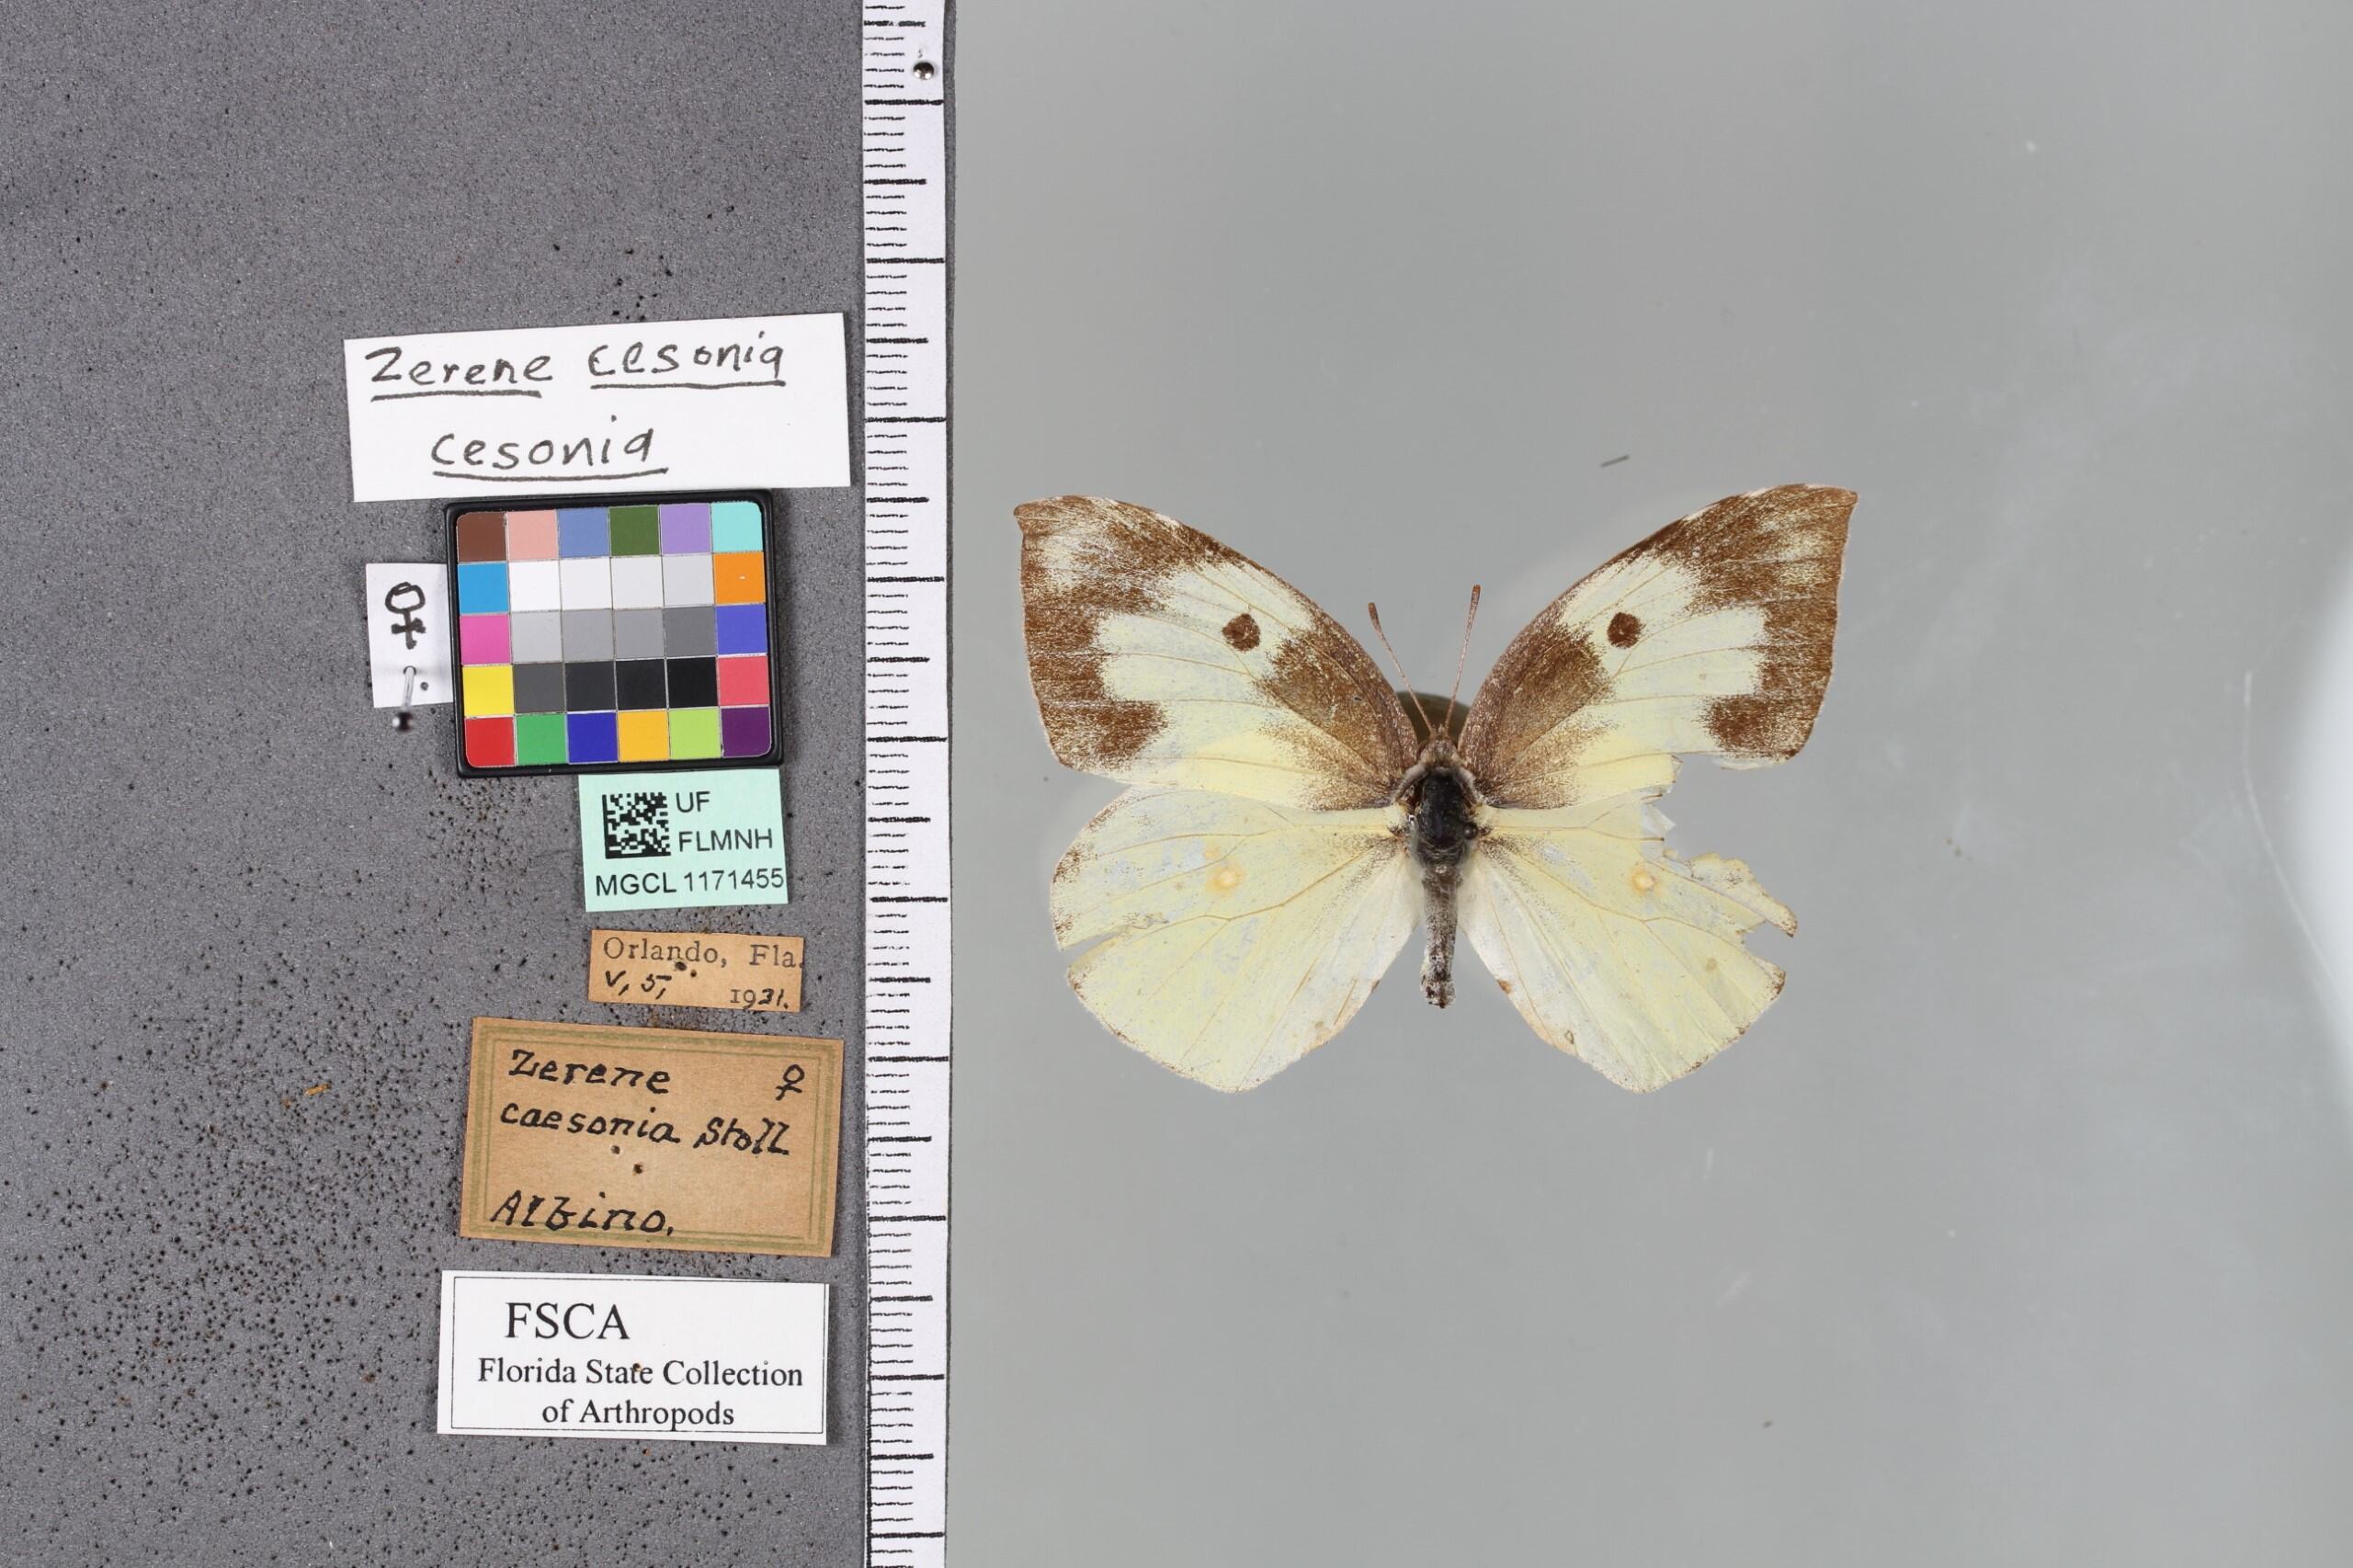 Zerene cesonia
cesonia
♀
UF
FLMNH
MGCL 1171455
Orlando, Fla.
V, 5, 1931.
Zerene ♀
caesonia Stoll
Albino.
FSCA
Florida State Collection
of Arthropods